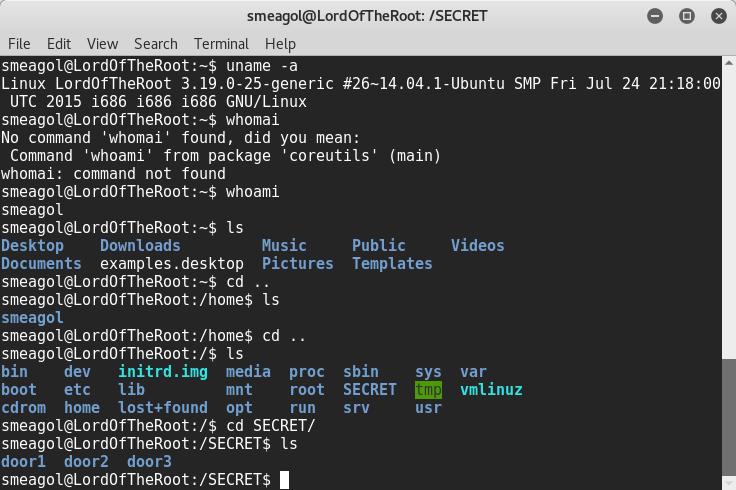 smeagol@LordOfTheRoot: /SECRET
File Edit View Search Terminal Help
smeagol@LordOfTheRoot:~$ uname -a
Linux LordOfTheRoot 3.19.0-25-generic #26~14.04.1-Ubuntu SMP Fri Jul 24 21:18:00
 UTC 2015 i686 i686 i686 GNU/Linux
smeagol@LordOfTheRoot:~$ whomai
No command 'whomai' found, did you mean:
 Command 'whoami' from package 'coreutils' (main)
whomai: command not found
smeagol@LordOfTheRoot:~$ whoami
smeagol
smeagol@LordOfTheRoot:~$ ls
Desktop    Downloads         Music     Public     Videos
Documents  examples.desktop  Pictures  Templates
smeagol@LordOfTheRoot:~$ cd ..
smeagol@LordOfTheRoot:/home$ ls
smeagol
smeagol@LordOfTheRoot:/home$ cd ..
smeagol@LordOfTheRoot:/$ ls
bin    dev   initrd.img  media  proc  sbin    sys  var
boot   etc   lib         mnt    root  SECRET  tmp  vmlinuz
cdrom  home  lost+found  opt    run   srv     usr
smeagol@LordOfTheRoot:/$ cd SECRET/
smeagol@LordOfTheRoot:/SECRET$ ls
door1  door2  door3
smeagol@LordOfTheRoot:/SECRET$